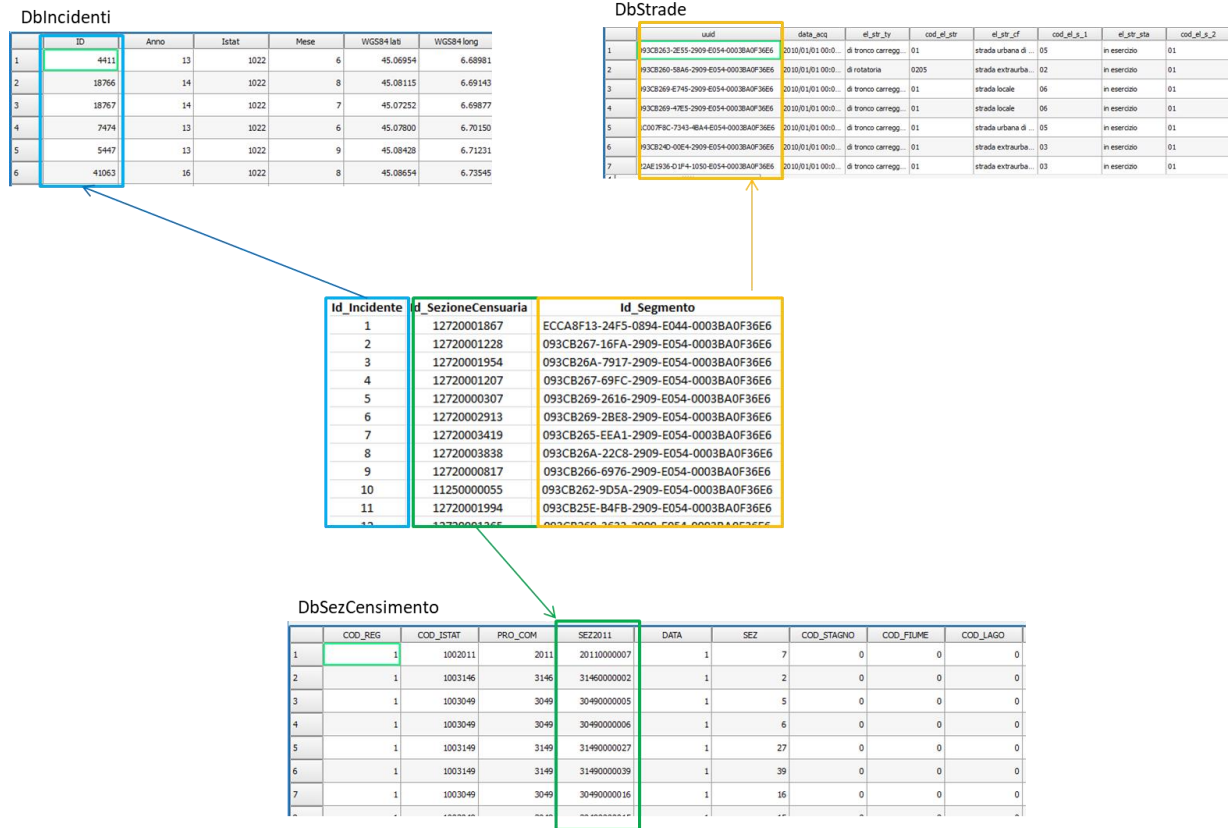 DbIncidenti
ID Anno Istat Mese WGS84 lati WGS84 long
1 4411 13 1022 6 45.06954 6.68981
2 18766 14 1022 8 45.08115 6.69143
3 18767 14 1022 7 45.07252 6.69877
4 7474 13 1022 6 45.07800 6.70150
5 5447 13 1022 9 45.08428 6.71231
6 41063 16 1022 8 45.08654 6.73545
DbStrade
uuid data_acq el_str_ty cod_el_str el_str_cf cod_el_s_1 el_str_sta cod_el_s_2
1 093CB263-2E55-2909-E054-0003BA0F36E6 2010/01/01 00:0... di tronco carregg... 01 strada urbana di ... 05 in esercizio 01
2 093CB260-58A6-2909-E054-0003BA0F36E6 2010/01/01 00:0... di rotatoria 0205 strada extraurba... 02 in esercizio 01
3 093CB269-E745-2909-E054-0003BA0F36E6 2010/01/01 00:0... di tronco carregg... 01 strada locale 06 in esercizio 01
4 093CB269-47E5-2909-E054-0003BA0F36E6 2010/01/01 00:0... di tronco carregg... 01 strada locale 06 in esercizio 01
5 C007F8C-7343-4BA4-E054-0003BA0F36E6 2010/01/01 00:0... di tronco carregg... 01 strada urbana di ... 05 in esercizio 01
6 093CB24D-00E4-2909-E054-0003BA0F36E6 2010/01/01 00:0... di tronco carregg... 01 strada extraurba... 03 in esercizio 01
7 22AE1936-D1F4-1050-E054-0003BA0F36E6 2010/01/01 00:0... di tronco carregg... 01 strada extraurba... 03 in esercizio 01
Id_Incidente Id_SezioneCensuaria Id_Segmento
1 12720001867 ECCA8F13-24F5-0894-E044-0003BA0F36E6
2 12720001228 093CB267-16FA-2909-E054-0003BA0F36E6
3 12720001954 093CB26A-7917-2909-E054-0003BA0F36E6
4 12720001207 093CB267-69FC-2909-E054-0003BA0F36E6
5 12720000307 093CB269-2616-2909-E054-0003BA0F36E6
6 12720002913 093CB269-2BE8-2909-E054-0003BA0F36E6
7 12720003419 093CB265-EEA1-2909-E054-0003BA0F36E6
8 12720003838 093CB26A-22C8-2909-E054-0003BA0F36E6
9 12720000817 093CB266-6976-2909-E054-0003BA0F36E6
10 11250000055 093CB262-9D5A-2909-E054-0003BA0F36E6
11 12720001994 093CB25E-B4FB-2909-E054-0003BA0F36E6
DbSezCensimento
COD_REG COD_ISTAT PRO_COM SEZ2011 DATA SEZ COD_STAGNO COD_FIUME COD_LAGO
1 1 1002011 2011 20110000007 1 7 0 0 0
2 1 1003146 3146 31460000002 1 2 0 0 0
3 1 1003049 3049 30490000005 1 5 0 0 0
4 1 1003049 3049 30490000006 1 6 0 0 0
5 1 1003149 3149 31490000027 1 27 0 0 0
6 1 1003149 3149 31490000039 1 39 0 0 0
7 1 1003049 3049 30490000016 1 16 0 0 0